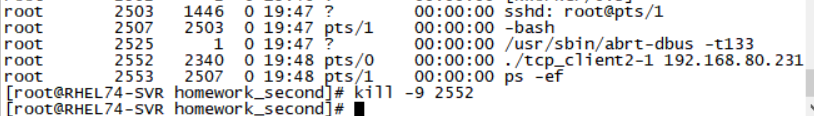 root 2503 1446 0 19:47 ? 00:00:00 sshd: root@pts/1
root 2507 2503 0 19:47 pts/1 00:00:00 -bash
root 2525 1 0 19:47 ? 00:00:00 /usr/sbin/abrt-dbus -t133
root 2552 2340 0 19:48 pts/0 00:00:00 ./tcp_client2-1 192.168.80.231
root 2553 2507 0 19:48 pts/1 00:00:00 ps -ef
[root@RHEL74-SVR homework_second]# kill -9 2552
[root@RHEL74-SVR homework_second]#